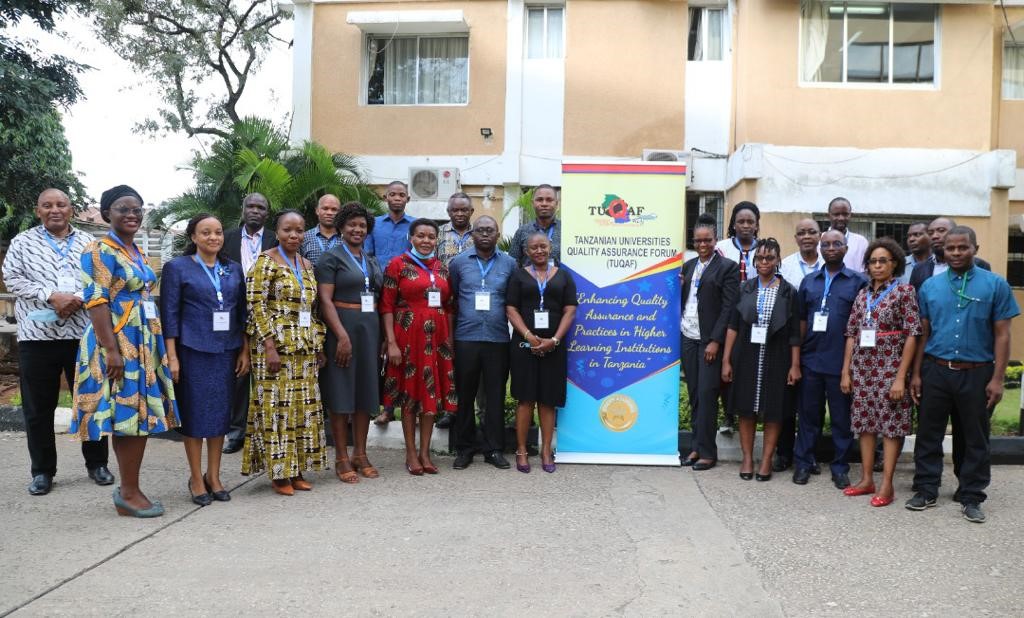 TUQAF
TANZANIAN UNIVERSITIES
QUALITY ASSURANCE FORUM
(TUQAF)
"Enhancing Quality
Assurance and
Practices in Higher
Learning Institutions
in Tanzania"